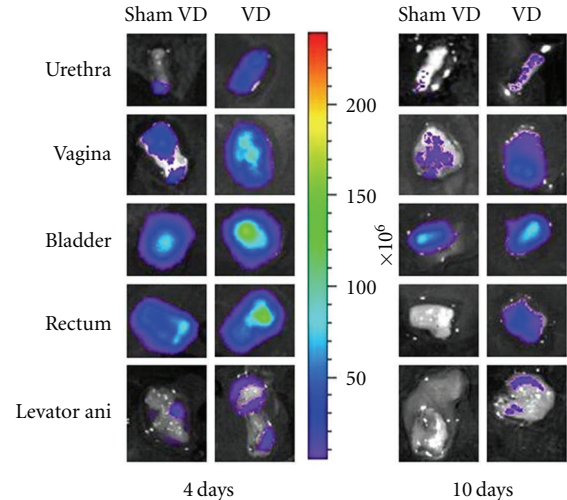 Sham VD VD Sham VD VD
Urethra
Vagina
Bladder
Rectum
Levator ani
200
150
100
50
×10⁶
4 days 10 days